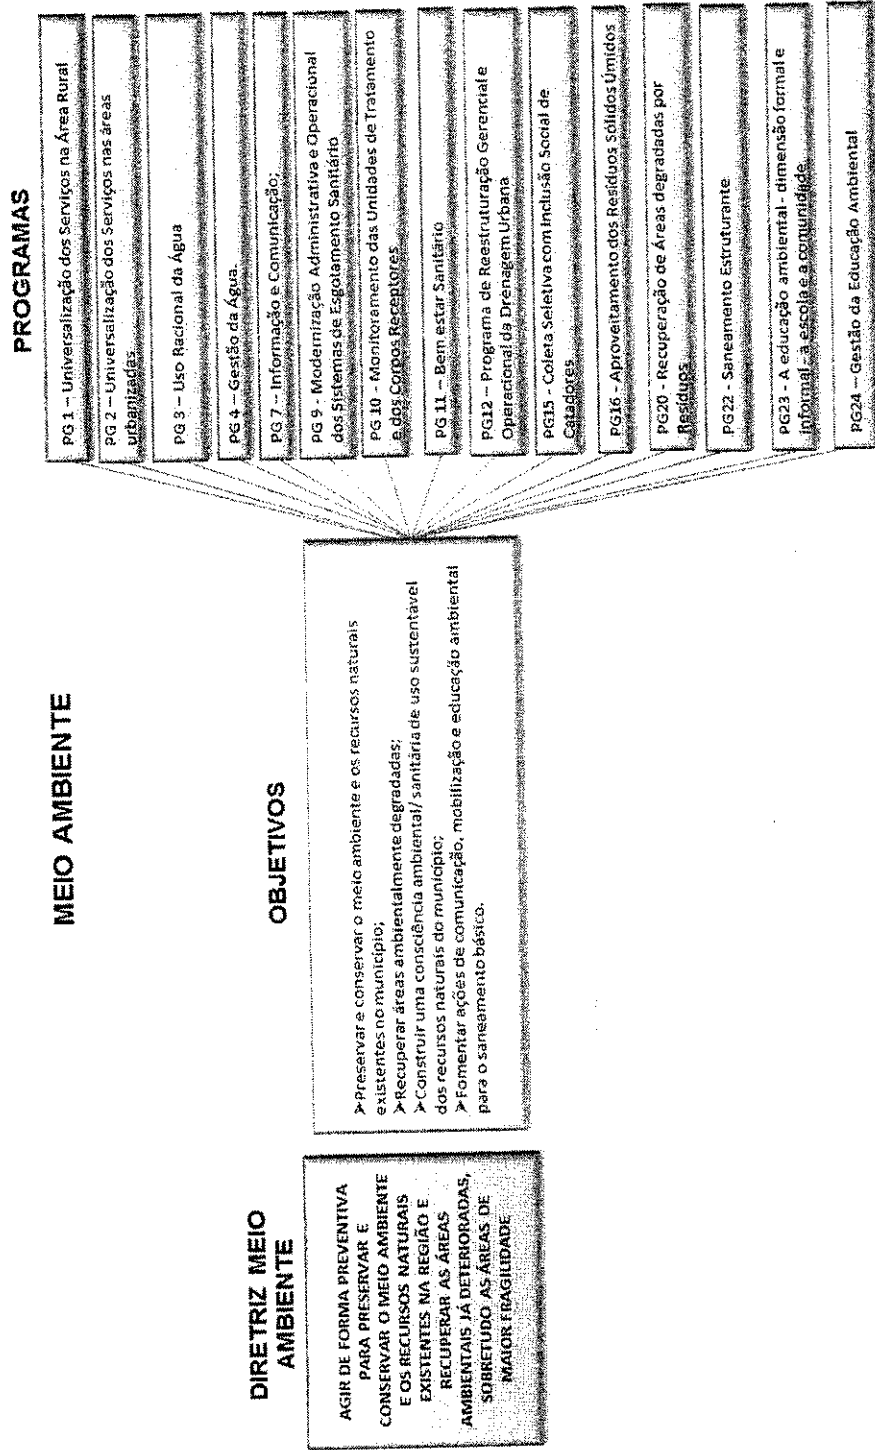 MEIO AMBIENTE
DIRETRIZ MEIO
AMBIENTE
AGIR DE FORMA PREVENTIVA
PARA PRESERVAR E
CONSERVAR O MEIO AMBIENTE
E OS RECURSOS NATURAIS
EXISTENTES NA REGIÃO E
RECUPERAR AS ÁREAS
AMBIENTAIS JÁ DETERIORADAS,
SOBRETUDO AS ÁREAS DE
MAIOR FRAGILIDADE
OBJETIVOS
➢Preservar e conservar o meio ambiente e os recursos naturais
existentes no município;
➢Recuperar áreas ambientalmente degradadas;
➢Construir uma consciência ambiental/ sanitária de uso sustentável
dos recursos naturais do município;
➢Fomentar ações de comunicação, mobilização e educação ambiental
para o saneamento básico.
PROGRAMAS
PG 1 – Universalização dos Serviços na Área Rural
PG 2 – Universalização dos Serviços nas áreas
urbanizadas
PG 3 – Uso Racional da Água
PG 4 – Gestão da Água.
PG 7 – Informação e Comunicação;
PG 9 - Modernização Administrativa e Operacional
dos Sistemas de Esgotamento Sanitário
PG 10 - Monitoramento das Unidades de Tratamento
e dos Corpos Receptores
PG 11 – Bem estar Sanitário
PG12 – Programa de Reestruturação Gerencial e
Operacional da Drenagem Urbana
PG15 - Coleta Seletiva com Inclusão Social de
Catadores
PG16 - Aproveitamento dos Resíduos Sólidos Úmidos
PG20 - Recuperação de Áreas degradadas por
Resíduos
PG22 - Saneamento Estruturante
PG23 - A educação ambiental - dimensão formal e
informal - a escola e a comunidade
PG24 – Gestão da Educação Ambiental